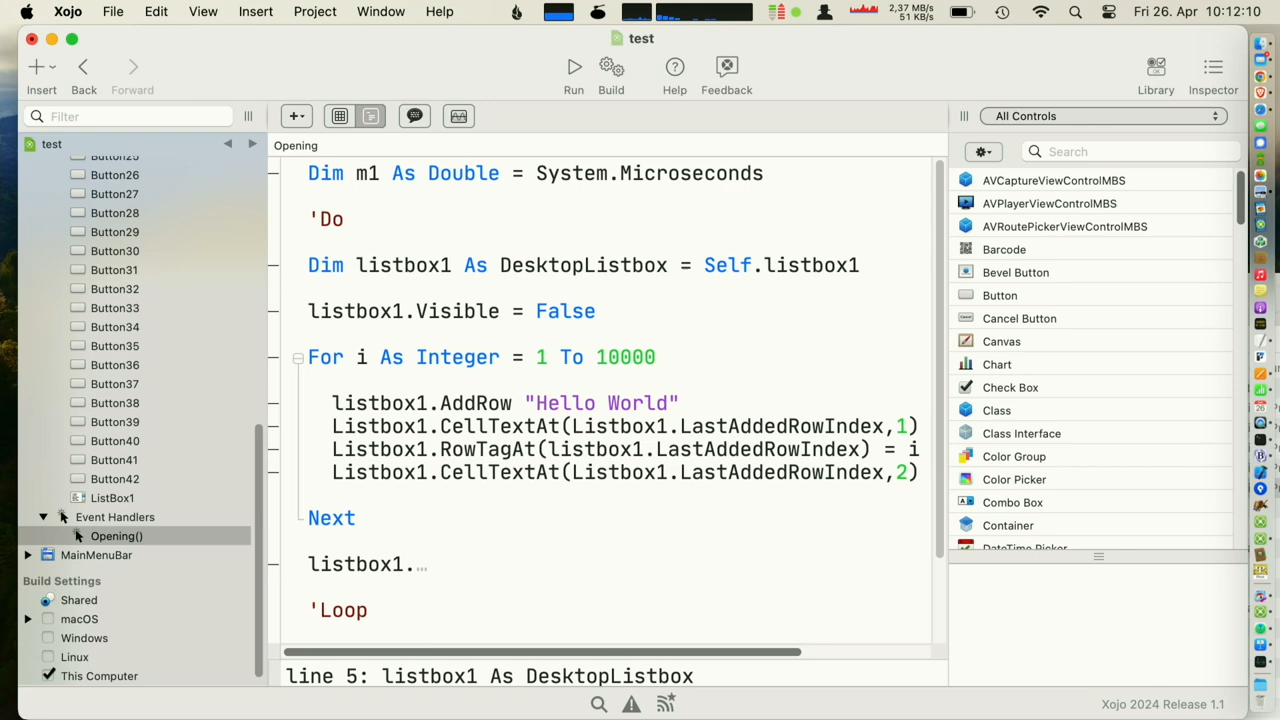 Xojo File Edit View Insert Project Window Help 2,37 MB/s 51 KB/s Fri 26. Apr 10:12:10
test
Insert Back Forward Run Build Help Feedback Library Inspector
Filter
All Controls
test
Opening
Search
Button25
Button26
Button27
Button28
Button29
Button30
Button31
Button32
Button33
Button34
Button35
Button36
Button37
Button38
Button39
Button40
Button41
Button42
ListBox1
Event Handlers
Opening()
MainMenuBar
Build Settings
Shared
macOS
Windows
Linux
This Computer
Dim m1 As Double = System.Microseconds
'Do
Dim listbox1 As DesktopListbox = Self.listbox1
listbox1.Visible = False
For i As Integer = 1 To 10000
listbox1.AddRow "Hello World"
Listbox1.CellTextAt(Listbox1.LastAddedRowIndex,1)
Listbox1.RowTagAt(listbox1.LastAddedRowIndex) = i
Listbox1.CellTextAt(Listbox1.LastAddedRowIndex,2)
Next
listbox1.…
'Loop
line 5: listbox1 As DesktopListbox
AVCaptureViewControlMBS
AVPlayerViewControlMBS
AVRoutePickerViewControlMBS
Barcode
Bevel Button
Button
Cancel Button
Canvas
Chart
Check Box
Class
Class Interface
Color Group
Color Picker
Combo Box
Container
DateTime Picker
Xojo 2024 Release 1.1